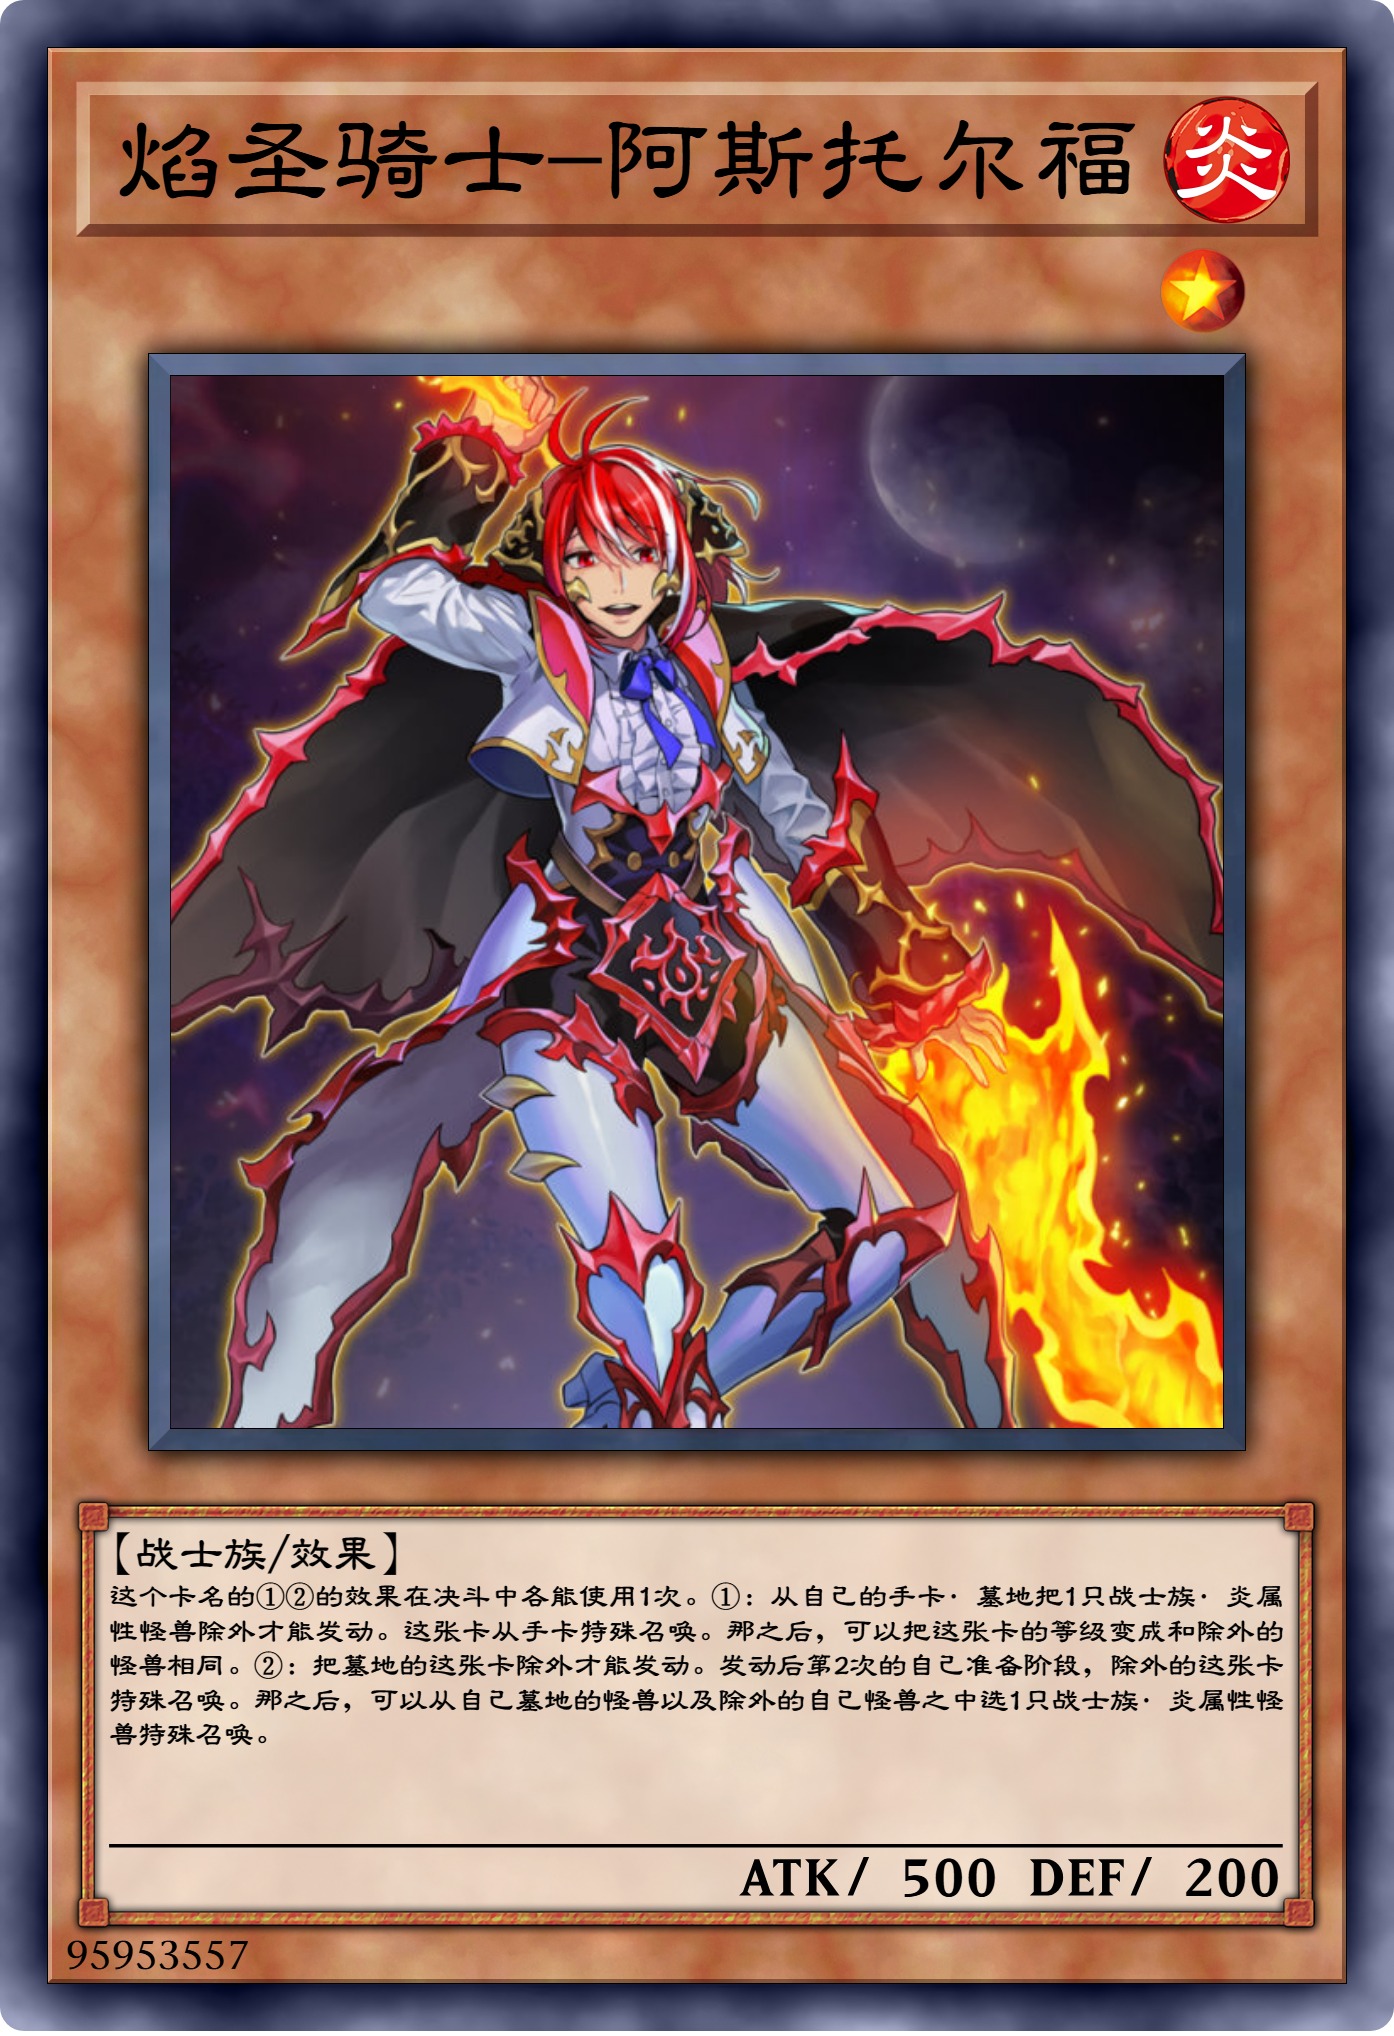 焰圣骑士-阿斯托尔福 炎
【战士族/效果】
这个卡名的①②的效果在决斗中各能使用1次。①：从自己的手卡·墓地把1只战士族·炎属
性怪兽除外才能发动。这张卡从手卡特殊召唤。那之后，可以把这张卡的等级变成和除外的
怪兽相同。②：把墓地的这张卡除外才能发动。发动后第2次的自己准备阶段，除外的这张卡
特殊召唤。那之后，可以从自己墓地的怪兽以及除外的自己怪兽之中选1只战士族·炎属性怪
兽特殊召唤。
ATK/ 500 DEF/ 200
95953557